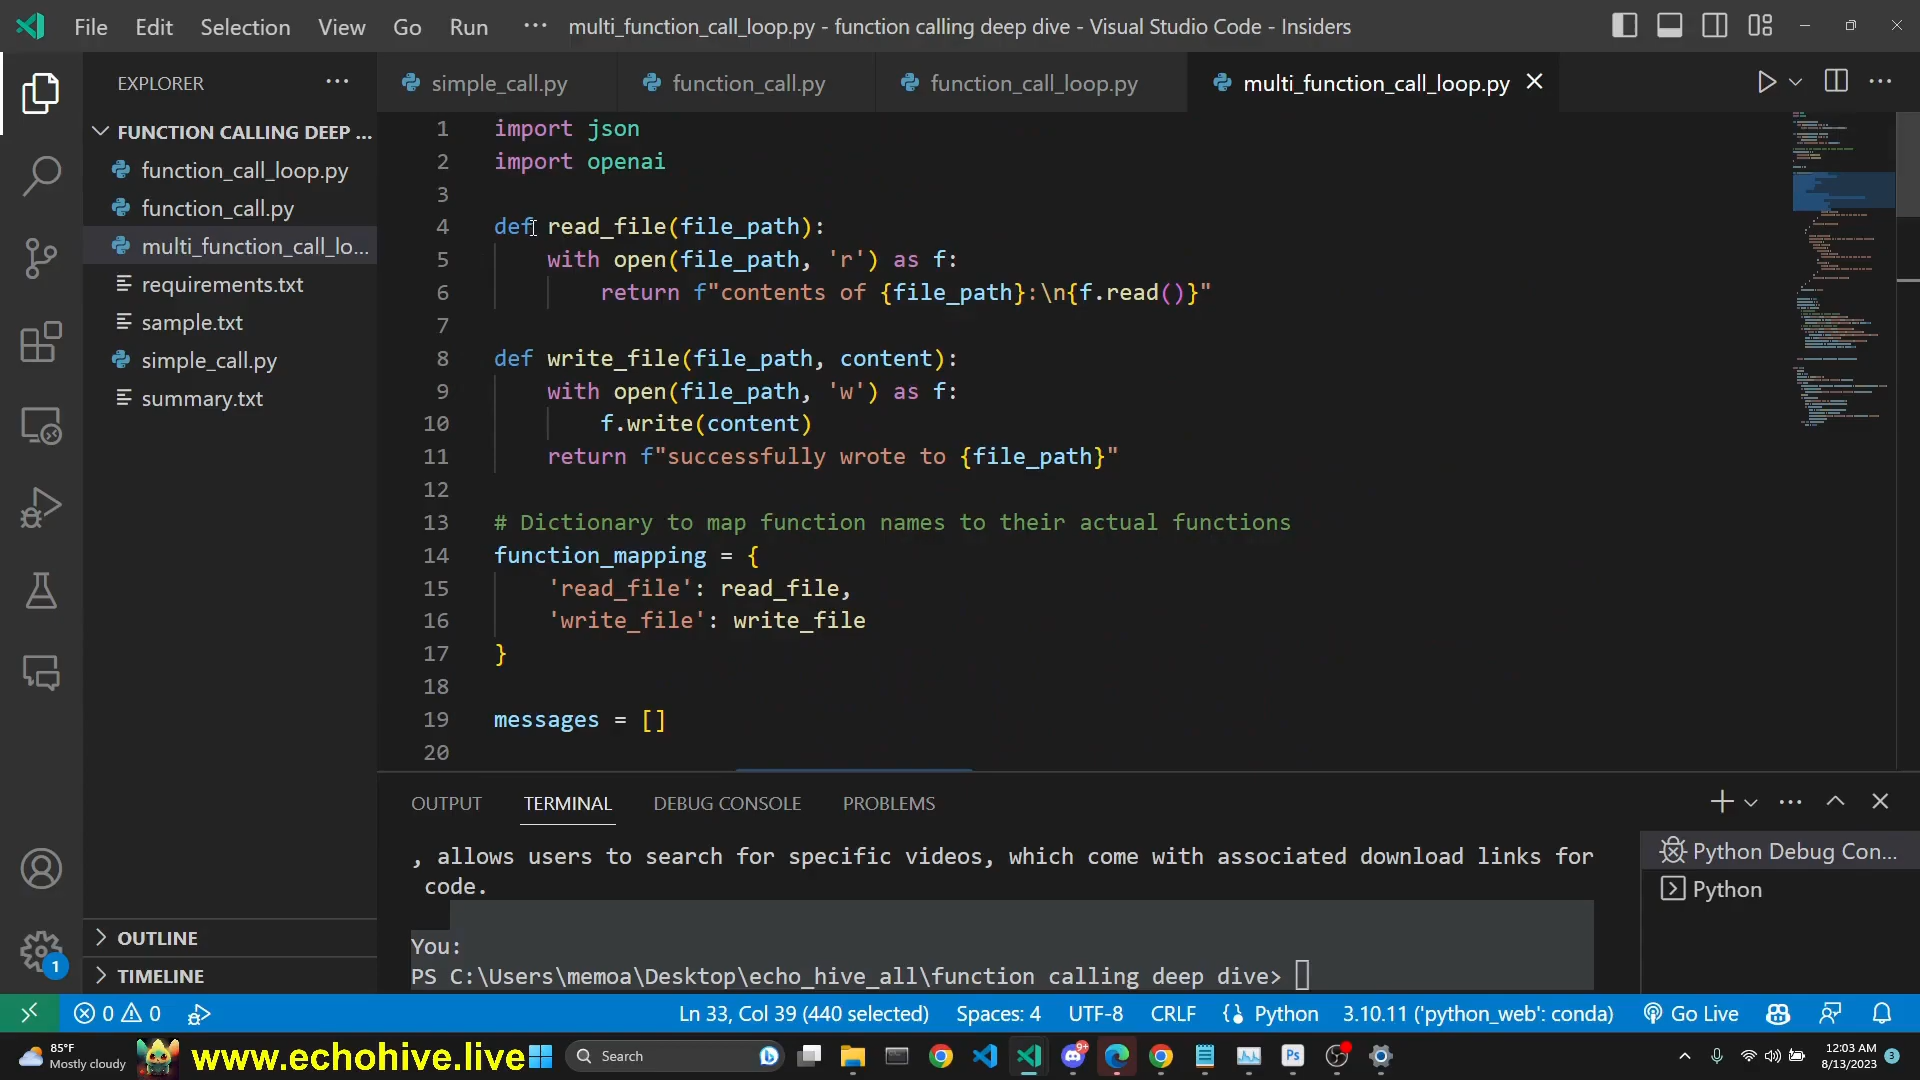 File Edit Selection View Go Run ··· multi_function_call_loop.py - function calling deep dive - Visual Studio Code - Insiders
EXPLORER ···
simple_call.py function_call.py function_call_loop.py multi_function_call_loop.py
FUNCTION CALLING DEEP ...
function_call_loop.py
function_call.py
multi_function_call_lo...
requirements.txt
sample.txt
simple_call.py
summary.txt
OUTLINE
TIMELINE
1
1 import json
2 import openai
3
4 def read_file(file_path):
5 with open(file_path, 'r') as f:
6 return f"contents of {file_path}:\n{f.read()}"
7
8 def write_file(file_path, content):
9 with open(file_path, 'w') as f:
10 f.write(content)
11 return f"successfully wrote to {file_path}"
12
13 # Dictionary to map function names to their actual functions
14 function_mapping = {
15 'read_file': read_file,
16 'write_file': write_file
17 }
18
19 messages = []
20
OUTPUT TERMINAL DEBUG CONSOLE PROBLEMS
, allows users to search for specific videos, which come with associated download links for
code.
You:
PS C:\Users\memoa\Desktop\echo_hive_all\function calling deep dive>
Python Debug Con...
Python
0 0 Ln 33, Col 39 (440 selected) Spaces: 4 UTF-8 CRLF Python 3.10.11 ('python_web': conda) Go Live
85°F
Mostly cloudy
www.echohive.live
Search
9+
Ps
12:03 AM
8/13/2023
3